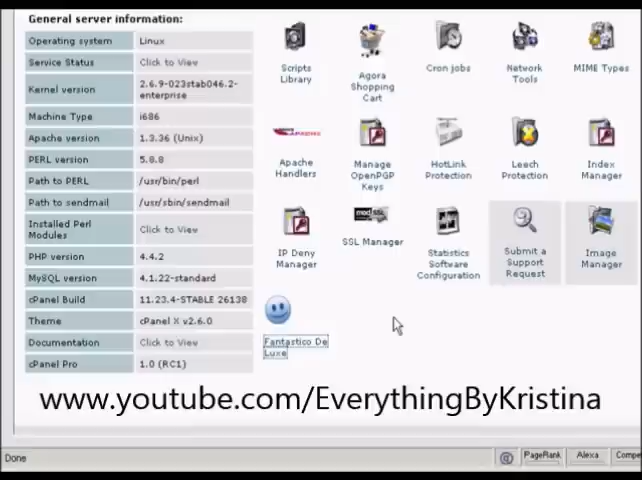 General server information:
Operating system Linux
Service Status Click to View
Kernel version 2.6.9-023stab046.2-
enterprise
Machine Type i686
Apache version 1.3.36 (Unix)
PERL version 5.8.8
Path to PERL /usr/bin/perl
Path to sendmail /usr/sbin/sendmail
Installed Perl
Modules Click to View
PHP version 4.4.2
MySQL version 4.1.22-standard
cPanel Build 11.23.4-STABLE 26138
Theme cPanel X v2.6.0
Documentation Click to View
cPanel Pro 1.0 (RC1)
Scripts
Library
Agora
Shopping
Cart
Cron jobs
Network
Tools
MIME Types
APACHE
Apache
Handlers
Manage
OpenPGP
Keys
HotLink
Protection
Leech
Protection
Index
Manager
IP Deny
Manager
mod SSL
SSL Manager
Statistics
Software
Configuration
Submit a
Support
Request
Image
Manager
Fantastico De
Luxe
www.youtube.com/EverythingByKristina
Done
@ PageRank Alexa Compe